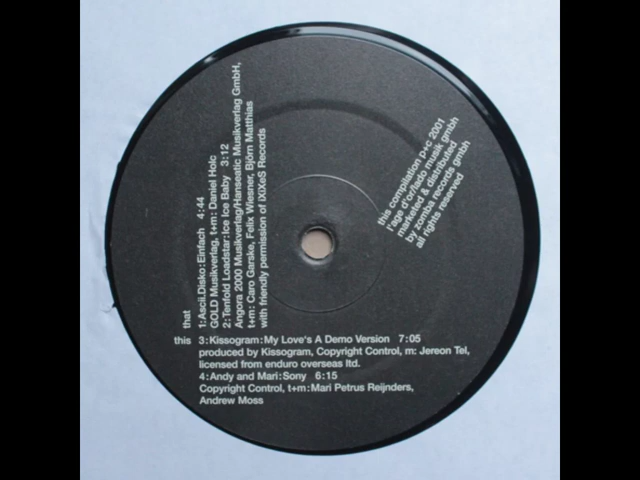 that
1:Ascii.Disko:Einfach 4:44
GOLD Musikverlag, t+m: Daniel Holc
2:Tenfold Loadstar:Ice Ice Baby 3:12
Angora 2000 Musikverlag/Hanseatic Musikverlag GmbH,
t+m: Caro Garske, Felix Wiesner, Björn Matthias
with friendly permission of IXiXeS Records
this 3:Kissogram:My Love's A Demo Version 7:05
produced by Kissogram, Copyright Control, m: Jereon Tel,
licensed from enduro overseas ltd.
4:Andy and Mari:Sony 6:15
Copyright Control, t+m:Mari Petrus Reijnders,
Andrew Moss
this compilation p+c 2001
l'age d'or/lado musik gmbh
marketed & distributed
by zomba records gmbh
all rights reserved